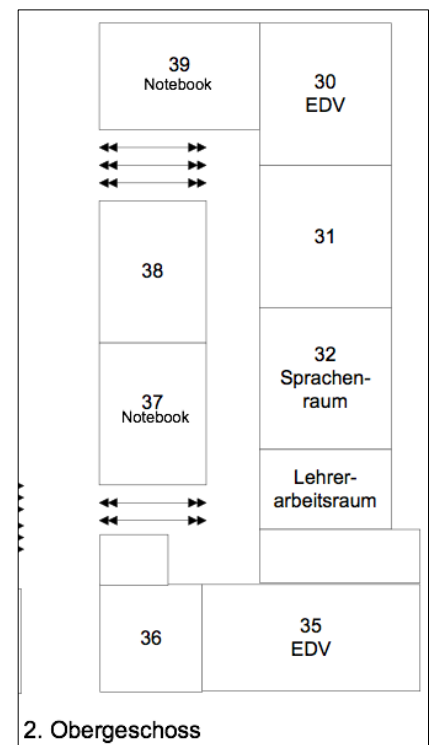 39
Notebook
30
EDV
31
38
32
Sprachen-
raum
37
Notebook
Lehrer-
arbeitsraum
36
35
EDV
2. Obergeschoss